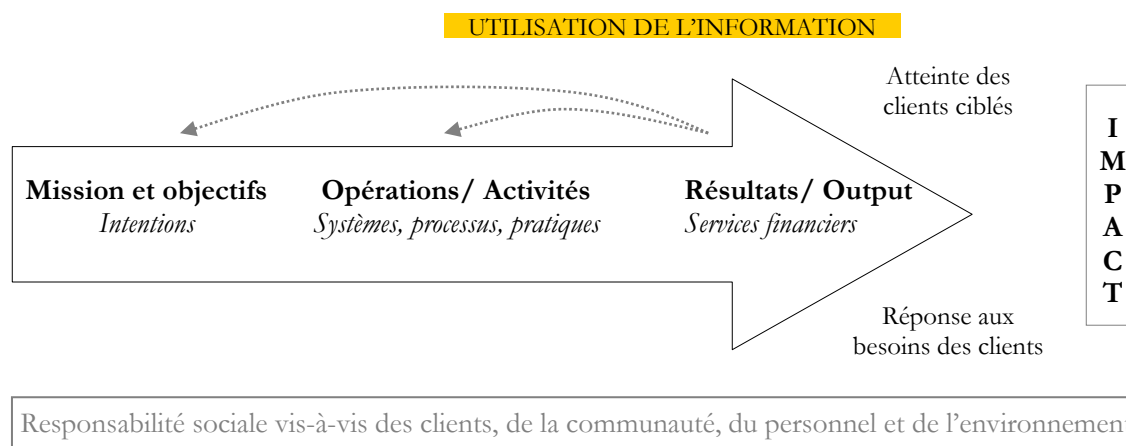 UTILISATION DE L'INFORMATION
Atteinte des
clients ciblés
Mission et objectifs
Intentions
Opérations/ Activités
Systèmes, processus, pratiques
Résultats/ Output
Services financiers
Réponse aux
besoins des clients
I
M
P
A
C
T
Responsabilité sociale vis-à-vis des clients, de la communauté, du personnel et de l'environnement